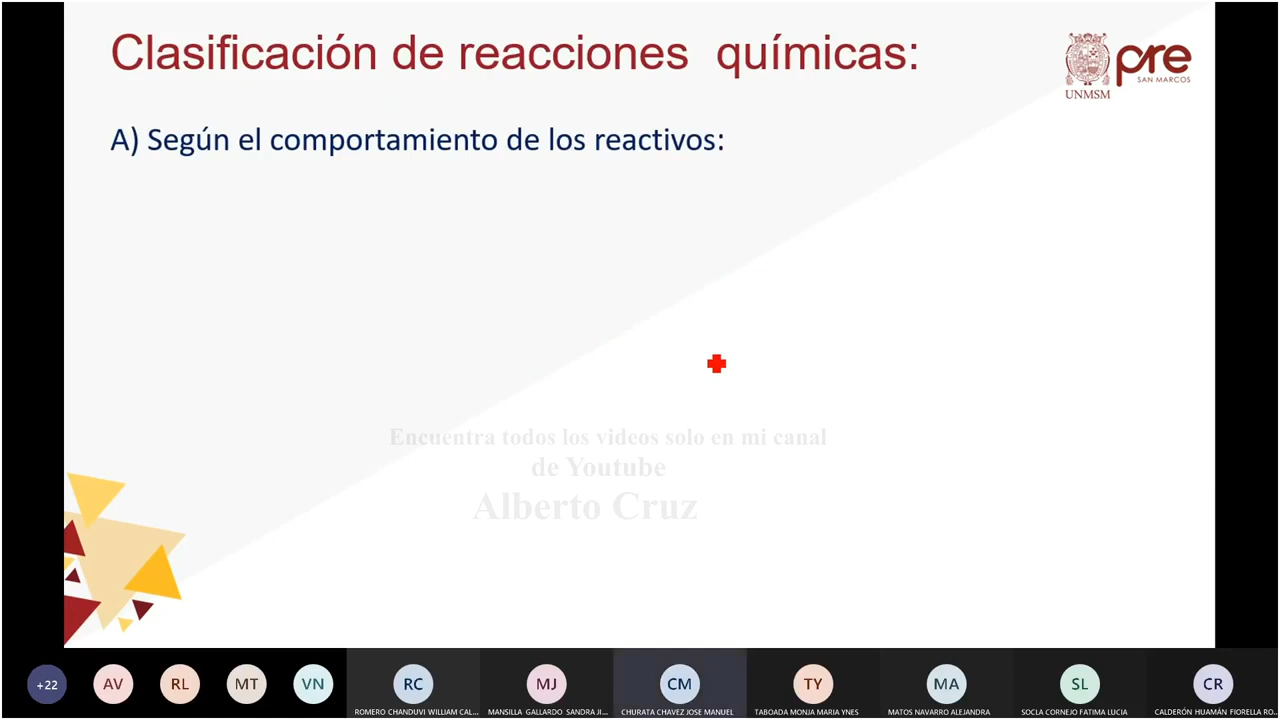 Clasificación de reacciones químicas:
pre
SAN MARCOS
UNMSM
A) Según el comportamiento de los reactivos:
Encuentra todos los videos solo en mi canal
de Youtube
Alberto Cruz
+22
AV
RL
MT
VN
RC
MJ
CM
TY
MA
SL
CR
ROMERO CHANDUVI WILLIAM CAL...
MANSILLA GALLARDO SANDRA JI...
CHURATA CHAVEZ JOSE MANUEL
TABOADA MONJA MARIA YNES
MATOS NAVARRO ALEJANDRA
SOCLA CORNEJO FATIMA LUCIA
CALDERÓN HUAMÁN FIORELLA RO...